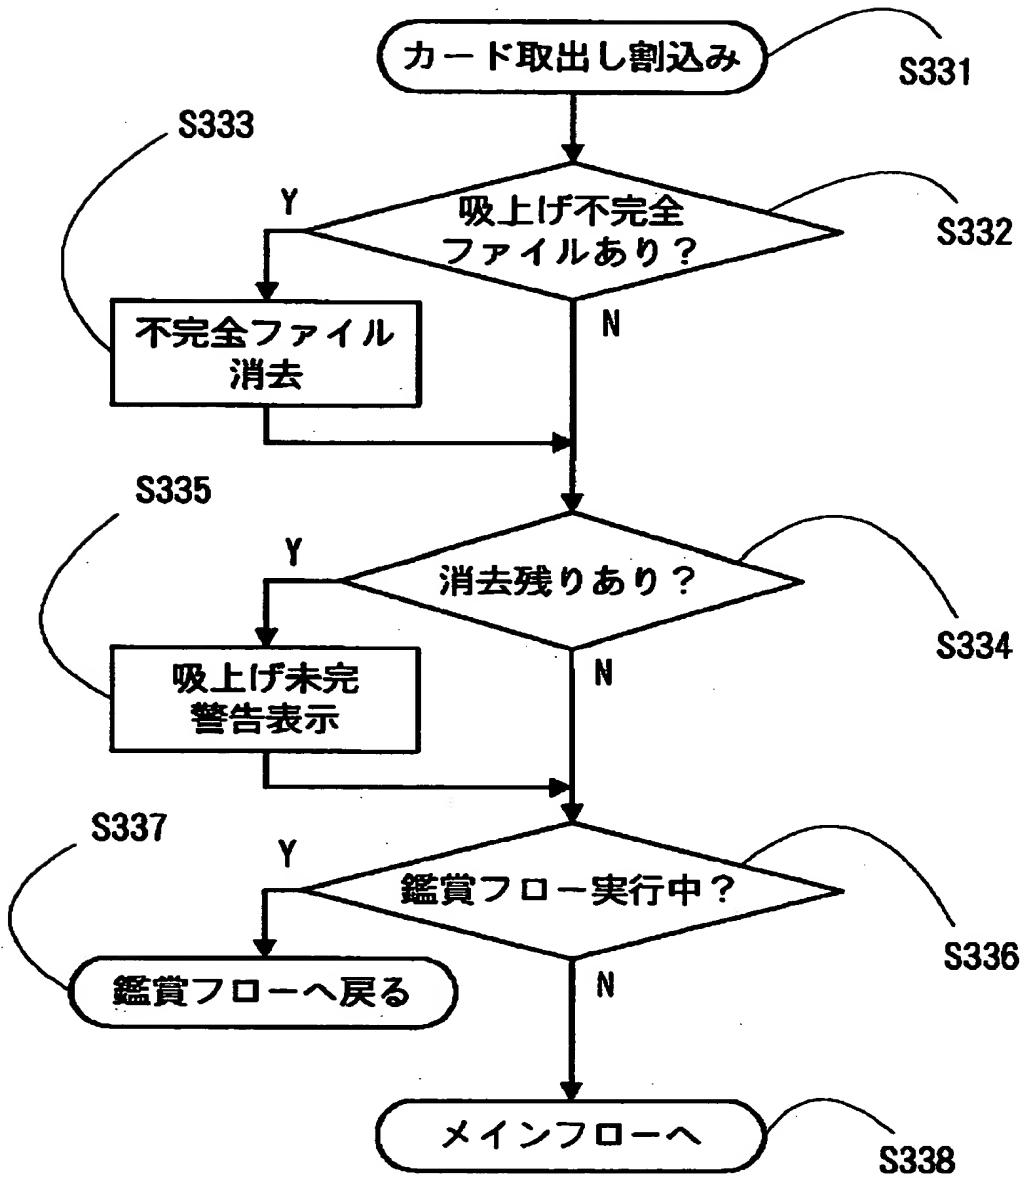 カード取出し割込み
S331
S333
Y
吸上げ不完全
ファイルあり？
S332
N
不完全ファイル
消去
S335
Y
消去残りあり？
S334
N
吸上げ未完
警告表示
S337
Y
鑑賞フロー実行中？
S336
N
鑑賞フローへ戻る
メインフローへ
S338